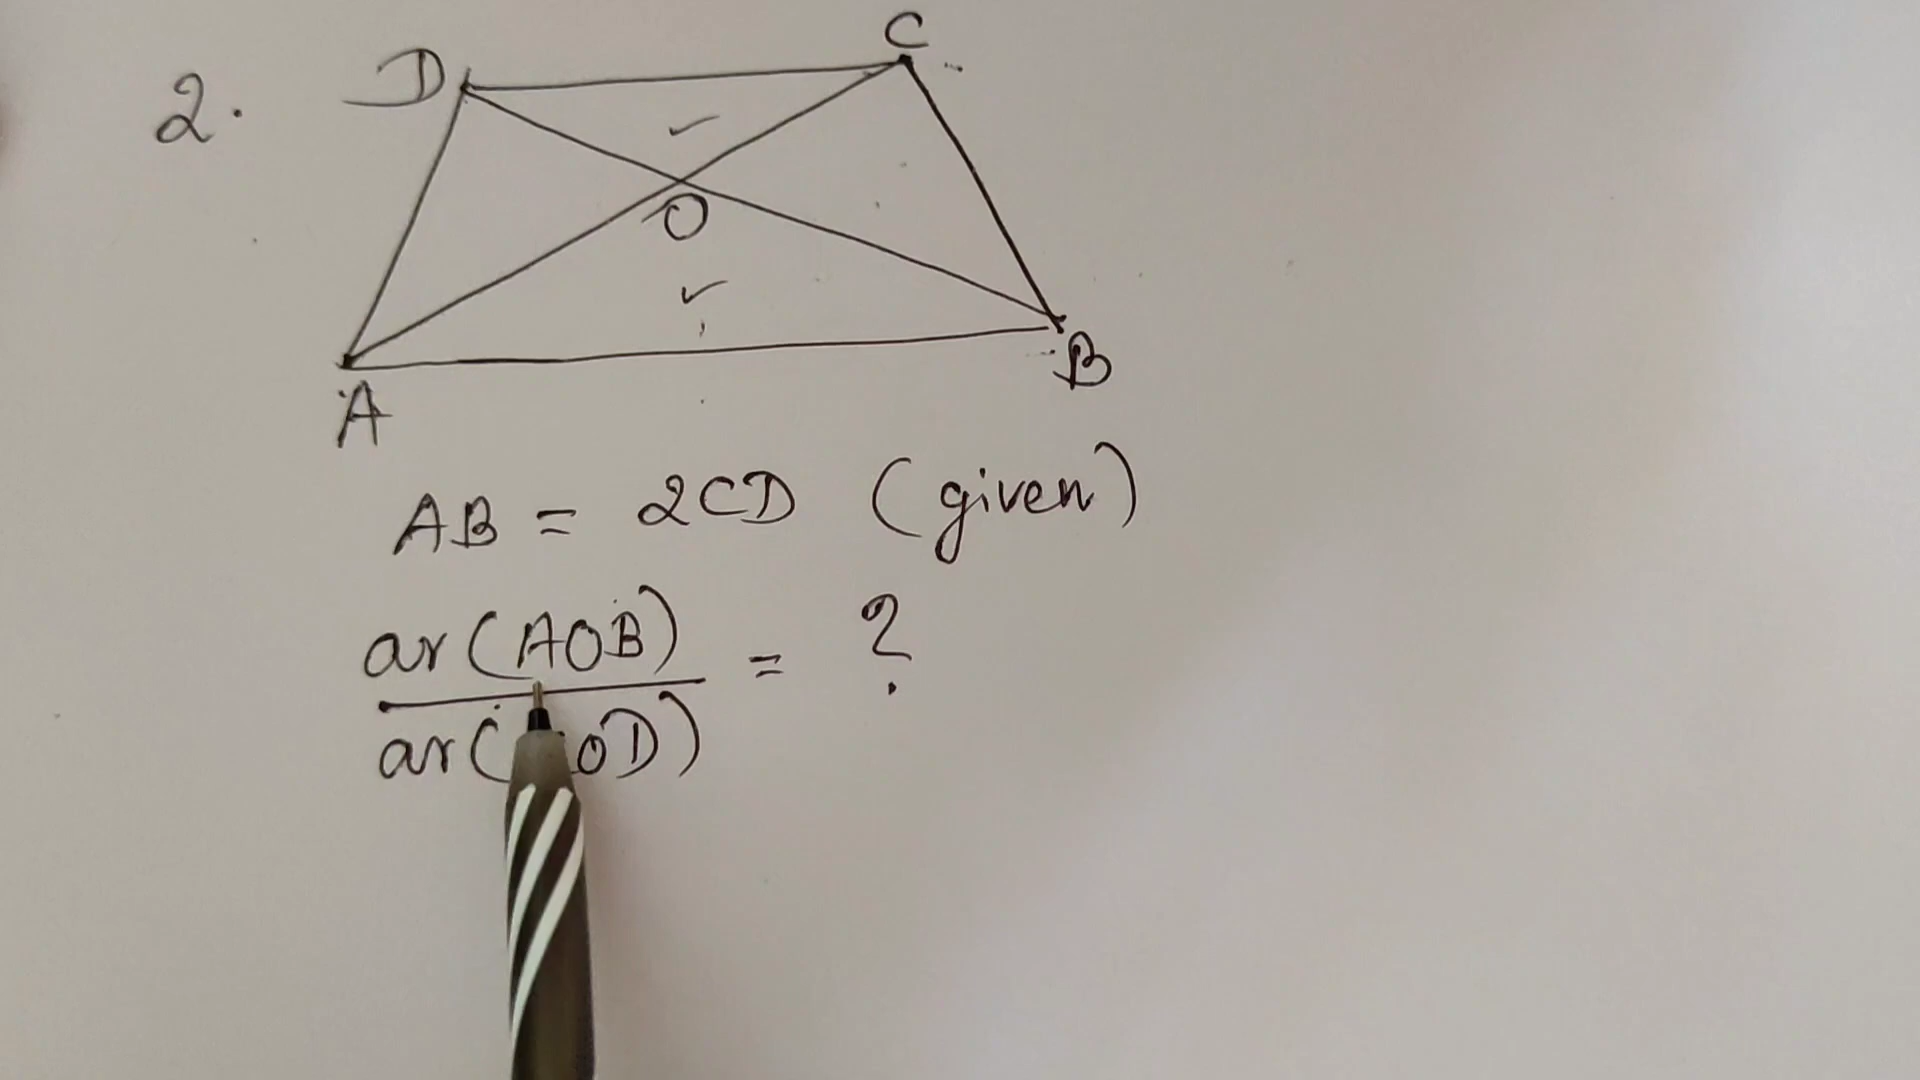 2.
D
C
O
A
B
AB = 2CD (given)
ar(AOB)
= ?
ar( OD)